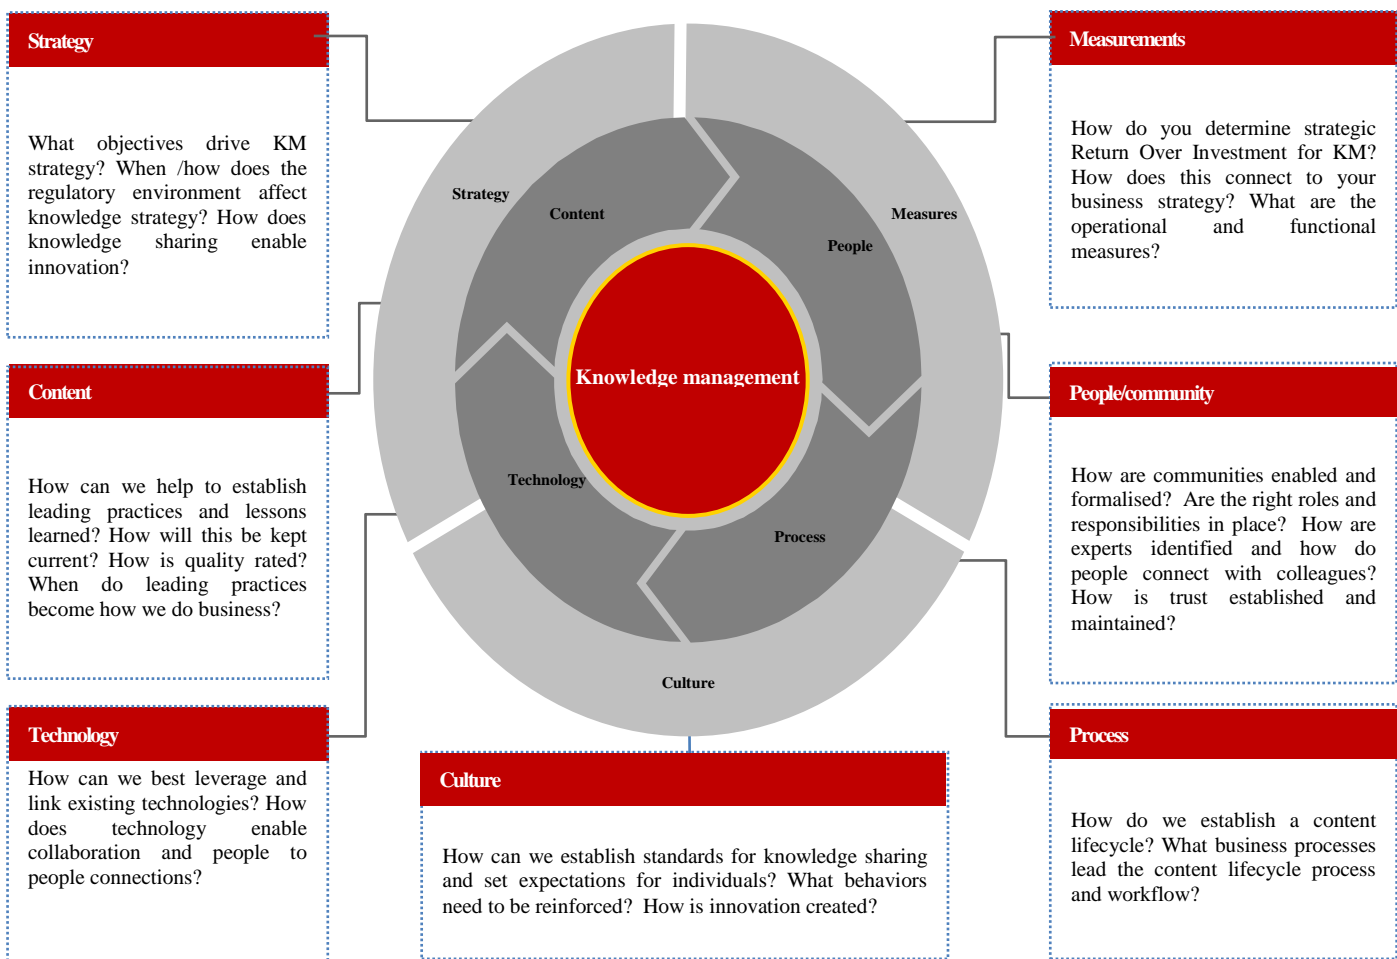 Strategy
What objectives drive KM
strategy? When /how does the
regulatory environment affect
knowledge strategy? How does
knowledge sharing enable
innovation?
Content
How can we help to establish
leading practices and lessons
learned? How will this be kept
current? How is quality rated?
When do leading practices
become how we do business?
Technology
How can we best leverage and
link existing technologies? How
does technology enable
collaboration and people to
people connections?
Strategy
Content
Measures
People
Knowledge management
Technology
Process
Culture
Culture
How can we establish standards for knowledge sharing
and set expectations for individuals? What behaviors
need to be reinforced?  How is innovation created?
Measurements
How do you determine strategic
Return Over Investment for KM?
How does this connect to your
business strategy? What are the
operational and functional
measures?
People/community
How are communities enabled and
formalised?  Are the right roles and
responsibilities in place?  How are
experts identified and how do
people connect with colleagues?
How is trust established and
maintained?
Process
How do we establish a content
lifecycle? What business processes
lead the content lifecycle process
and workflow?